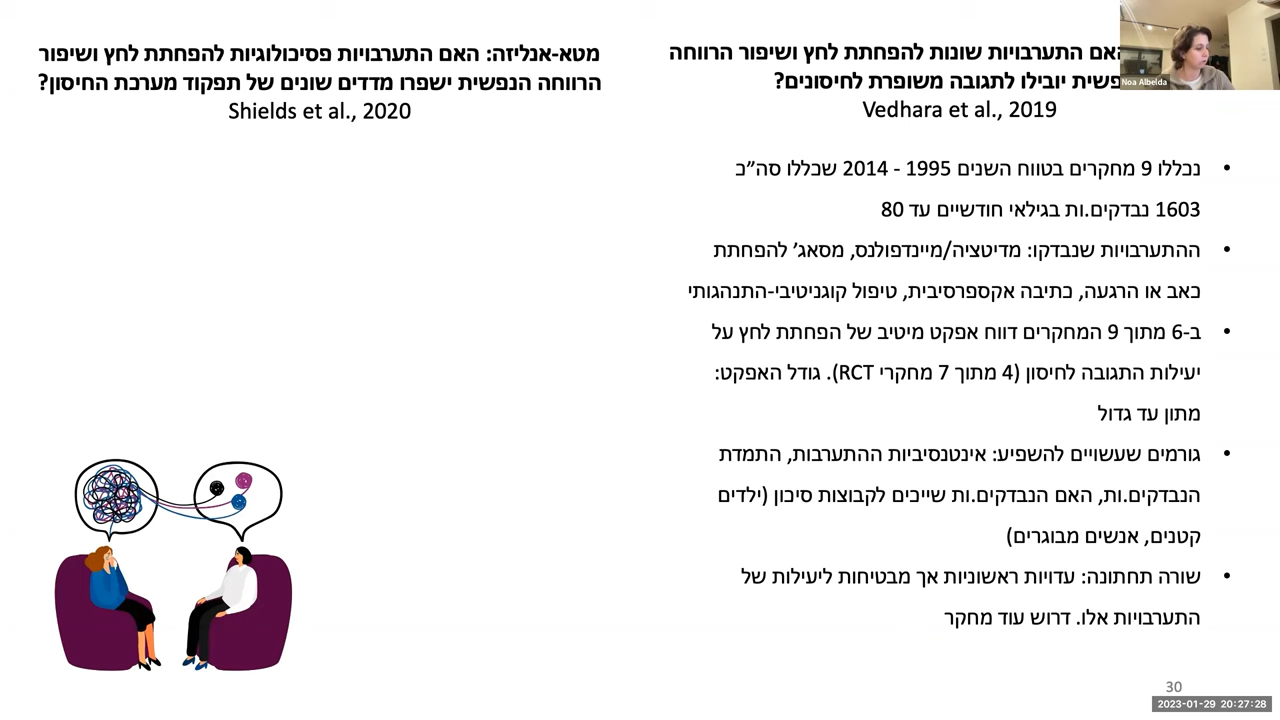 האם התערבויות שונות להפחתת לחץ ושיפור הרווחה
יובילו לתגובה משופרת לחיסונים?
Vedhara et al., 2019
נכללו 9 מחקרים בטווח השנים 1995 - 2014 שכללו סה״כ
1603 נבדקים.ות בגילאי חודשיים עד 80
ההתערבויות שנבדקו: מדיטציה/מיינדפולנס, מסאג׳ להפחתת
כאב או הרגעה, כתיבה אקספרסיבית, טיפול קוגניטיבי-התנהגותי
ב-6 מתוך 9 המחקרים דווח אפקט מיטיב של הפחתת לחץ על
יעילות התגובה לחיסון (4 מתוך 7 מחקרי RCT). גודל האפקט:
מתון עד גדול
גורמים שעשויים להשפיע: אינטנסיביות ההתערבות, התמדת
הנבדקים.ות, האם הנבדקים.ות שייכים לקבוצות סיכון (ילדים
קטנים, אנשים מבוגרים)
שורה תחתונה: עדויות ראשוניות אך מבטיחות ליעילות של
התערבויות אלו. דרוש עוד מחקר
מטא-אנליזה: האם התערבויות פסיכולוגיות להפחתת לחץ ושיפור
הרווחה הנפשית ישפרו מדדים שונים של תפקוד מערכת החיסון?
Shields et al., 2020
Noa Albelda
30
2023-01-29 20:27:28